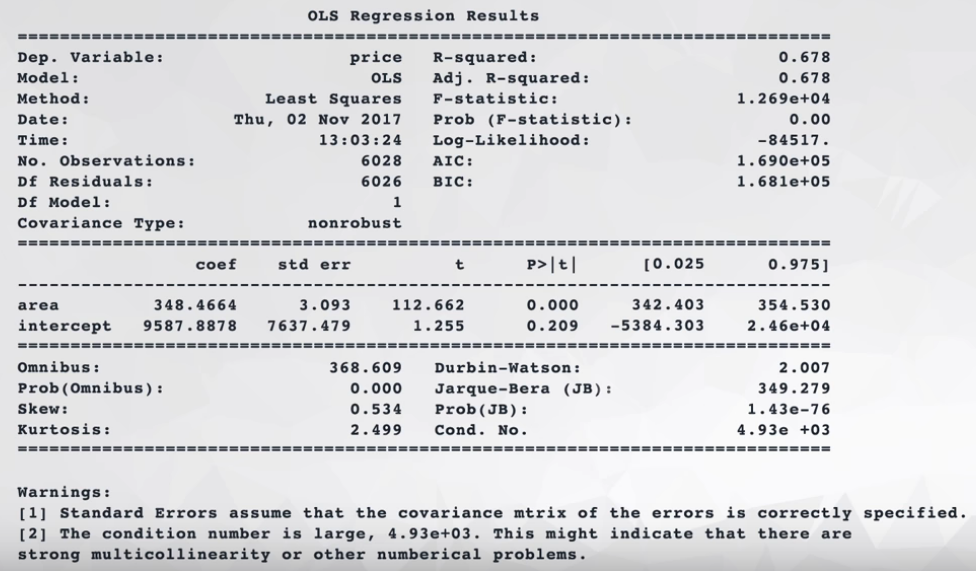 OLS Regression Results
==============================================================================
Dep. Variable: price R-squared: 0.678
Model: OLS Adj. R-squared: 0.678
Method: Least Squares F-statistic: 1.269e+04
Date: Thu, 02 Nov 2017 Prob (F-statistic): 0.00
Time: 13:03:24 Log-Likelihood: -84517.
No. Observations: 6028 AIC: 1.690e+05
Df Residuals: 6026 BIC: 1.681e+05
Df Model: 1
Covariance Type: nonrobust
==============================================================================
coef std err t P>|t| [0.025 0.975]
------------------------------------------------------------------------------
area 348.4664 3.093 112.662 0.000 342.403 354.530
intercept 9587.8878 7637.479 1.255 0.209 -5384.303 2.46e+04
==============================================================================
Omnibus: 368.609 Durbin-Watson: 2.007
Prob(Omnibus): 0.000 Jarque-Bera (JB): 349.279
Skew: 0.534 Prob(JB): 1.43e-76
Kurtosis: 2.499 Cond. No. 4.93e +03
==============================================================================
Warnings:
[1] Standard Errors assume that the covariance mtrix of the errors is correctly specified.
[2] The condition number is large, 4.93e+03. This might indicate that there are
strong multicollinearity or other numberical problems.